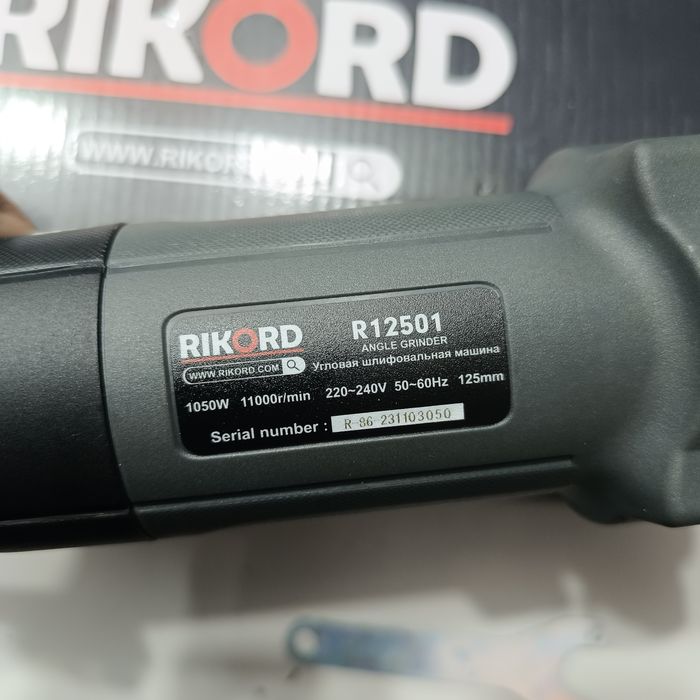 RIKORD
WWW.RIKORD
RIKORD
WWW.RIKORD.COM
R12501
ANGLE GRINDER
Угловая шлифовальная машина
1050W 11000r/min 220~240V 50~60Hz 125mm
Serial number : R-86 231103050